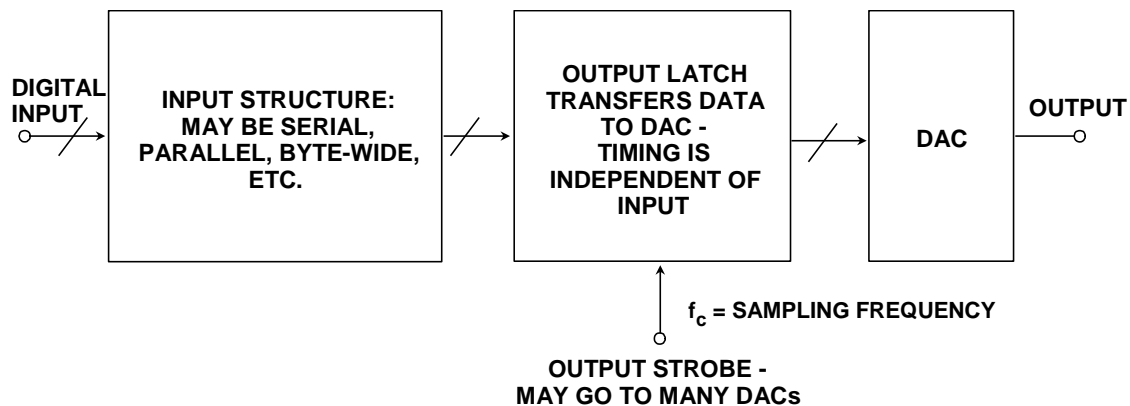 DIGITAL
INPUT
INPUT STRUCTURE:
MAY BE SERIAL,
PARALLEL, BYTE-WIDE,
ETC.
OUTPUT LATCH
TRANSFERS DATA
TO DAC -
TIMING IS
INDEPENDENT OF
INPUT
DAC
OUTPUT
fc = SAMPLING FREQUENCY
OUTPUT STROBE -
MAY GO TO MANY DACs